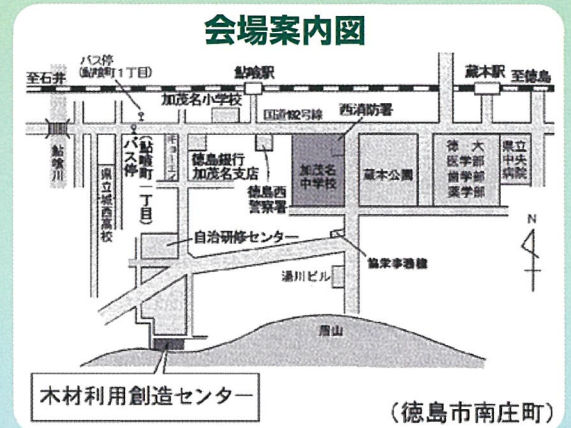 会場案内図
バス停
(鮎喰町1丁目)
至石井
鮎喰駅
蔵本駅
至徳島
加茂名小学校
国道192号線
西消防署
鮎喰川
バス停
(鮎喰町一丁目)
キョーエイ
徳島銀行
加茂名支店
徳島西
警察署
加茂名
中学校
蔵本公園
徳大
医学部
歯学部
薬学部
県立
中央
病院
県立城西高校
自治研修センター
N
湯川ビル
眉山
木材利用創造センター
(徳島市南庄町)